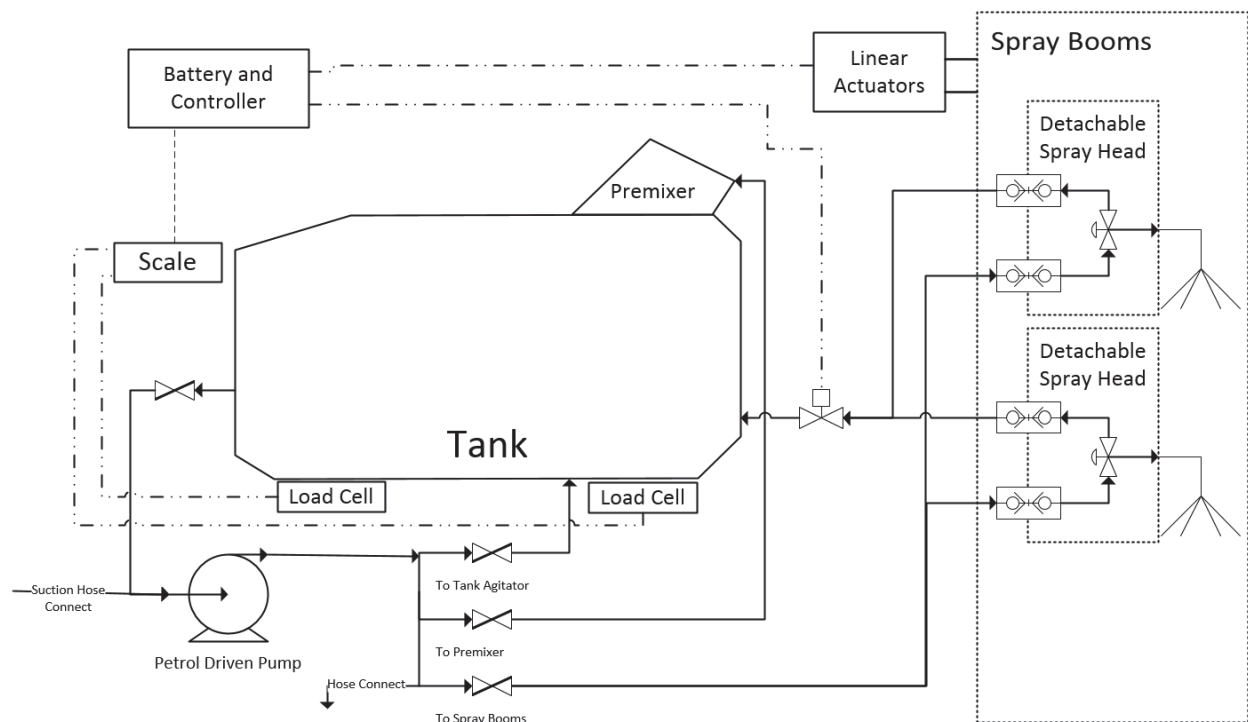 Spray Booms
Battery and
Controller
Linear
Actuators
Detachable
Spray Head
Premixer
Scale
Detachable
Spray Head
Tank
Load Cell
Load Cell
Suction Hose
Connect
To Tank Agitator
Petrol Driven Pump
To Premixer
Hose Connect
To Spray Booms